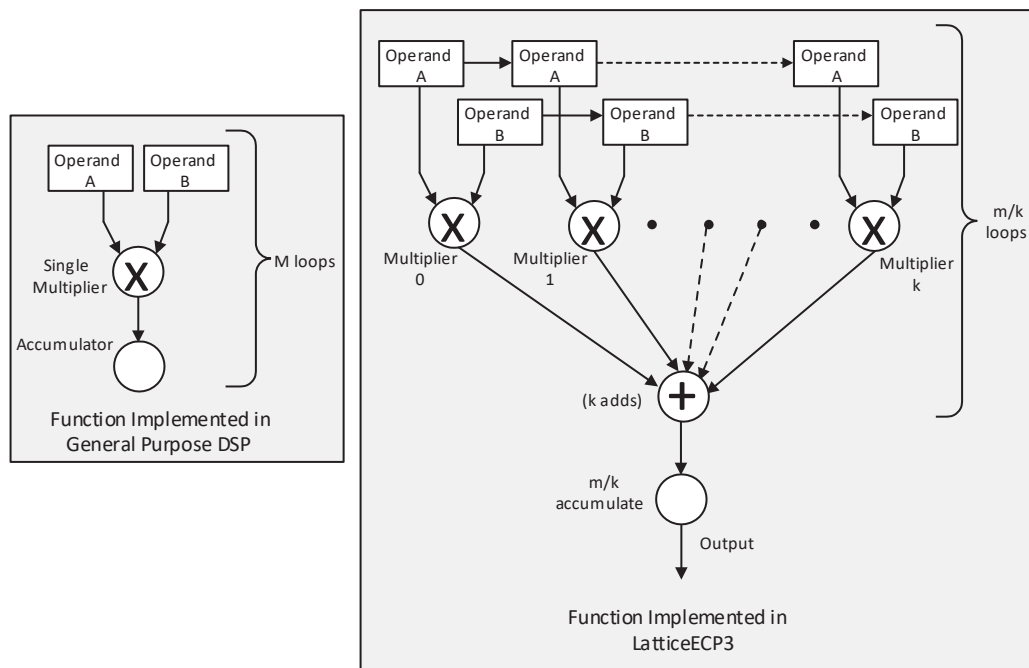 Operand
A
Operand
B
Single
Multiplier
X
M loops
Accumulator
Function Implemented in
General Purpose DSP
Operand
A
Operand
A
Operand
A
Operand
B
Operand
B
Operand
B
X
X
X
m/k
loops
Multiplier
0
Multiplier
1
Multiplier
k
(k adds)
+
m/k
accumulate
Output
Function Implemented in
LatticeECP3